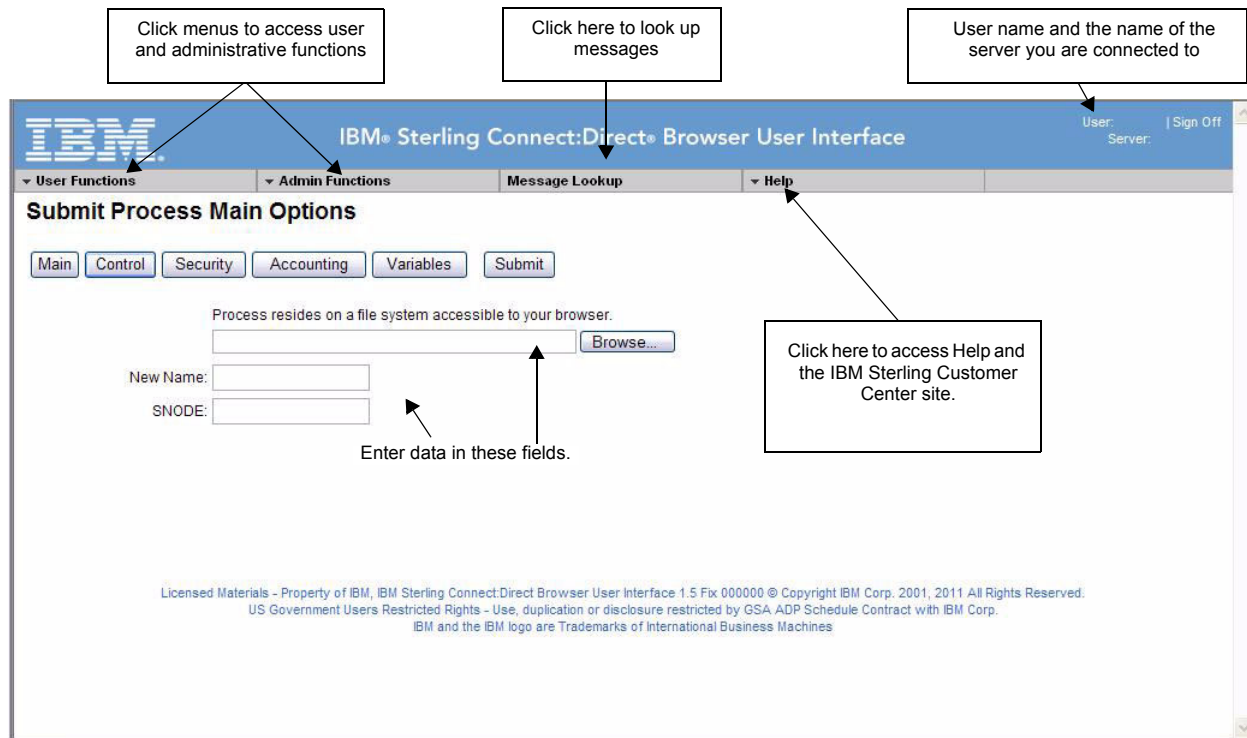 Click menus to access user
and administrative functions
Click here to look up
messages
User name and the name of the
server you are connected to
IBM.
IBM® Sterling Connect:Direct® Browser User Interface
User: | Sign Off
Server:
User Functions
Admin Functions
Message Lookup
Help
Submit Process Main Options
Main
Control
Security
Accounting
Variables
Submit
Process resides on a file system accessible to your browser.
Browse...
New Name:
SNODE:
Enter data in these fields.
Click here to access Help and
the IBM Sterling Customer
Center site.
Licensed Materials - Property of IBM, IBM Sterling Connect:Direct Browser User Interface 1.5 Fix 000000 © Copyright IBM Corp. 2001, 2011 All Rights Reserved.
US Government Users Restricted Rights - Use, duplication or disclosure restricted by GSA ADP Schedule Contract with IBM Corp.
IBM and the IBM logo are Trademarks of International Business Machines